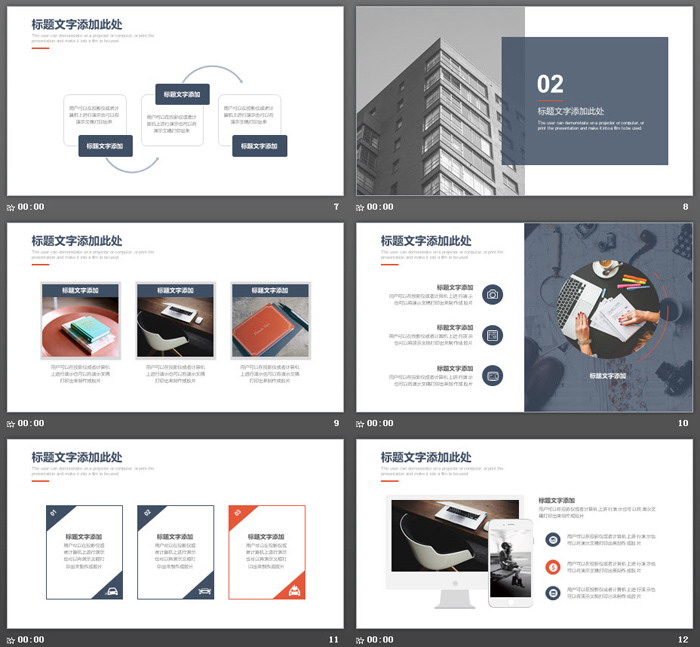 标题文字添加此处
The user can demonstrate on a projector or computer, or print the
presentation and make it into a film to be used
标题文字添加
用户可以在投影仪或者计
算机上进行演示也可以将
演示文稿打印出来
用户可以在投影仪或者计
算机上进行演示也可以将
演示文稿打印出来
用户可以在投影仪或者计
算机上进行演示也可以将
演示文稿打印出来
标题文字添加
标题文字添加
00:00
7
02
标题文字添加此处
The user can demonstrate on a projector or computer, or
print the presentation and make it into a film to be used
00:00
8
标题文字添加此处
The user can demonstrate on a projector or computer, or print the
presentation and make it into a film to be used
标题文字添加
标题文字添加
标题文字添加
用户可以在投影仪或者计算机
上进行演示也可以将演示文稿
打印出来制作成胶片
用户可以在投影仪或者计算机
上进行演示也可以将演示文稿
打印出来制作成胶片
用户可以在投影仪或者计算机
上进行演示也可以将演示文稿
打印出来制作成胶片
00:00
9
标题文字添加此处
The user can demonstrate on a projector or computer, or print the
presentation and make it into a film to be used
标题文字添加
用户可以在投影仪或者计算机上进行演示
也可以将演示文稿打印出来制作成胶片
标题文字添加
用户可以在投影仪或者计算机上进行演示
也可以将演示文稿打印出来制作成胶片
标题文字添加
用户可以在投影仪或者计算机上进行演示
也可以将演示文稿打印出来制作成胶片
标题文字添加
00:00
10
标题文字添加此处
The user can demonstrate on a projector or computer, or print the
presentation and make it into a film to be used
01
标题文字添加
用户可以在投影仪或
者计算机上进行演示
也可以将演示文稿打
印出来制作成胶片
02
标题文字添加
用户可以在投影仪或
者计算机上进行演示
也可以将演示文稿打
印出来制作成胶片
03
标题文字添加
用户可以在投影仪或
者计算机上进行演示
也可以将演示文稿打
印出来制作成胶片
00:00
11
标题文字添加此处
The user can demonstrate on a projector or computer, or print the
presentation and make it into a film to be used
标题文字添加
用户可以在投影仪或者计算机上进行演示也可以将演示文
稿打印出来制作成胶片
用户可以在投影仪或者计算机上进行演示也
可以将演示文稿打印出来制作成胶片
用户可以在投影仪或者计算机上进行演示也
可以将演示文稿打印出来制作成胶片
用户可以在投影仪或者计算机上进行演示也
可以将演示文稿打印出来制作成胶片
00:00
12